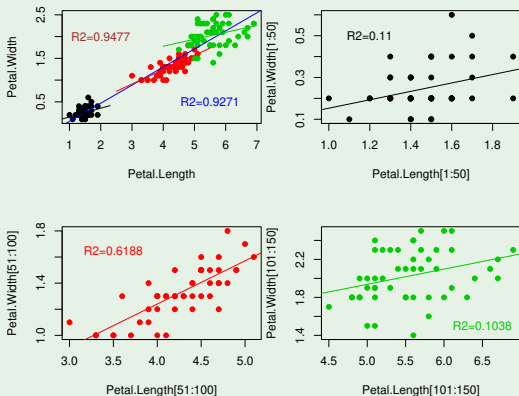 Petal.Width
2.5
1.5
0.5
R2=0.9477
R2=0.9271
1 2 3 4 5 6 7
Petal.Length
Petal.Width[1:50]
0.5
0.3
0.1
R2=0.11
1.0 1.2 1.4 1.6 1.8
Petal.Length[1:50]
Petal.Width[51:100]
1.8
1.4
1.0
R2=0.6188
3.0 3.5 4.0 4.5 5.0
Petal.Length[51:100]
Petal.Width[101:150]
2.2
1.8
1.4
R2=0.1038
4.5 5.0 5.5 6.0 6.5
Petal.Length[101:150]